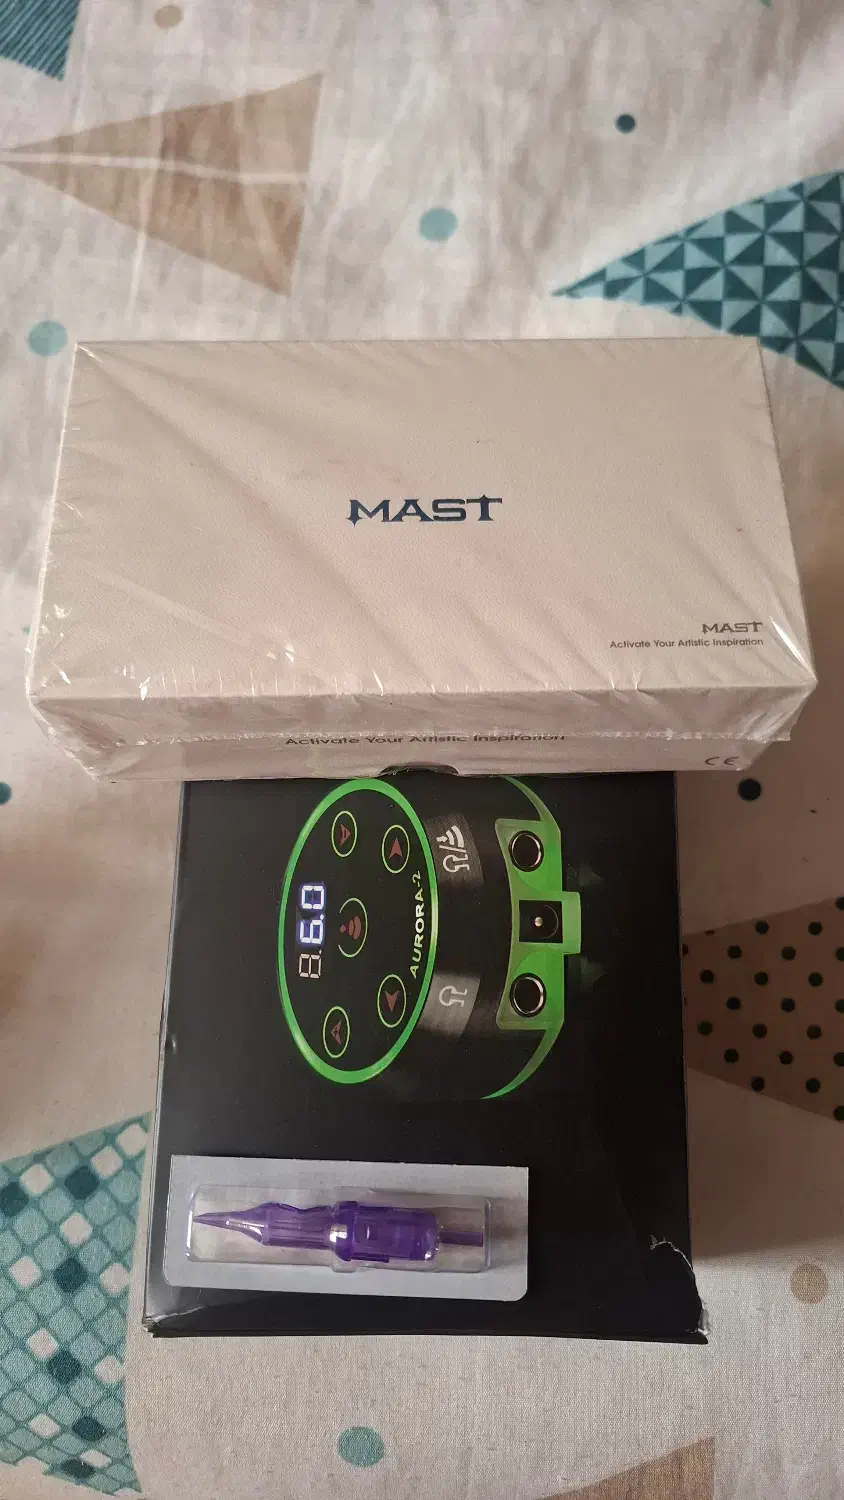 MAST
MAST
Activate Your Artistic Inspiration
Activate Your Artistic Inspiration
CE
8.6.0
AURORA-2